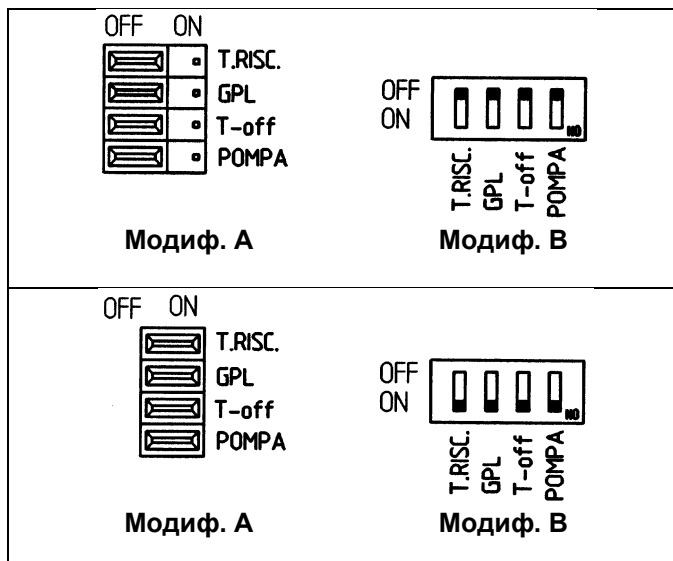 OFF ON
T.RISC.
GPL
T-off
POMPA
Модиф. А
OFF
ON
T.RISC.
GPL
T-off
POMPA
Модиф. В
OFF ON
T.RISC.
GPL
T-off
POMPA
Модиф. А
OFF
ON
T.RISC.
GPL
T-off
POMPA
Модиф. В